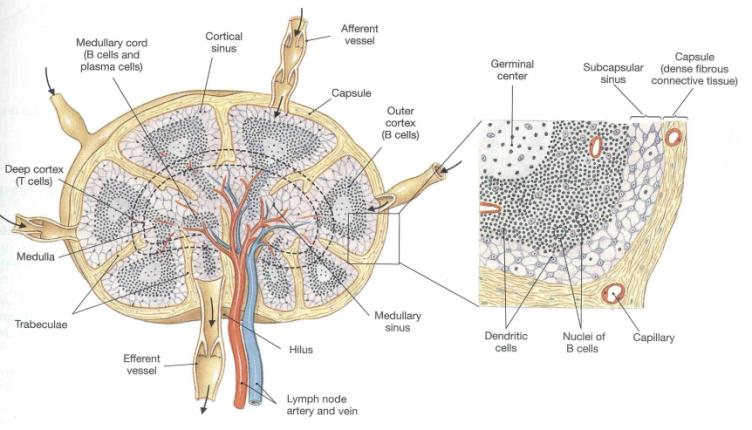 Medullary cord
(B cells and
plasma cells)
Cortical
sinus
Afferent
vessel
Capsule
Outer
cortex
(B cells)
Deep cortex
(T cells)
Medulla
Trabeculae
Efferent
vessel
Hilus
Medullary
sinus
Lymph node
artery and vein
Germinal
center
Subcapsular
sinus
Capsule
(dense fibrous
connective tissue)
Dendritic
cells
Nuclei of
B cells
Capillary